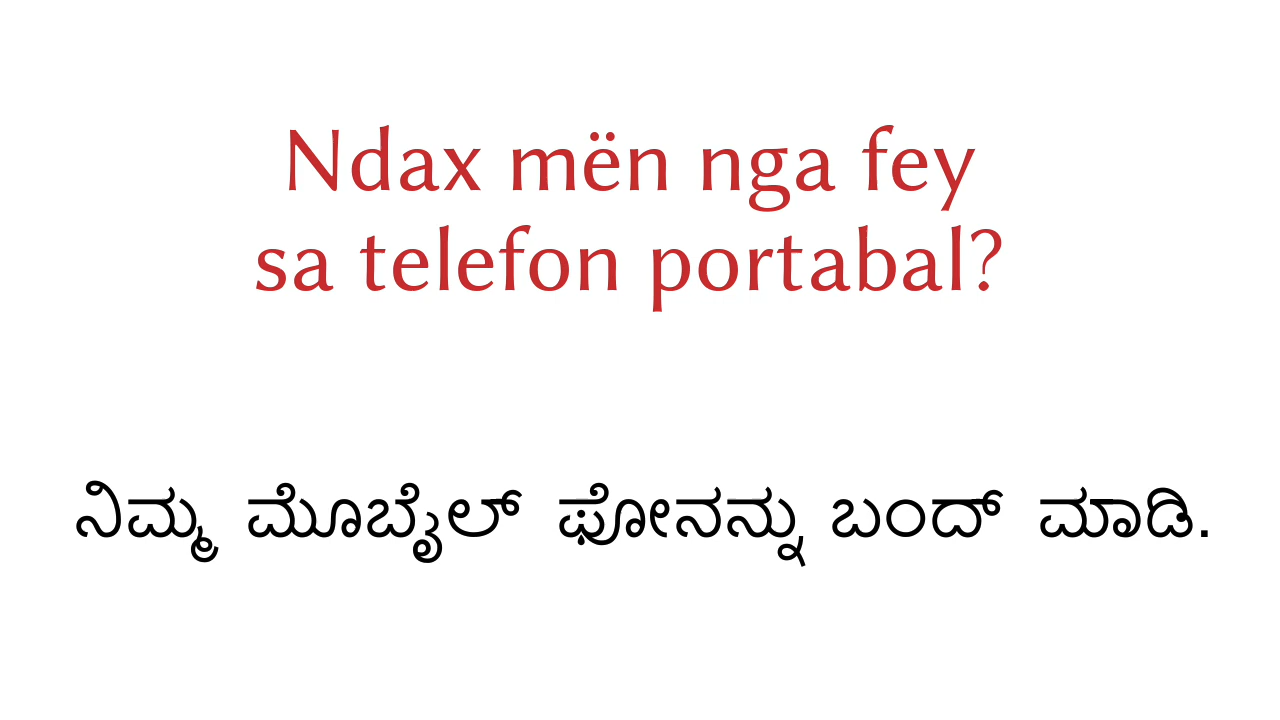 Ndax mën nga fey
sa telefon portabal?
ನಿಮ್ಮ ಮೊಬೈಲ್ ಫೋನನ್ನು ಬಂದ್ ಮಾಡಿ.